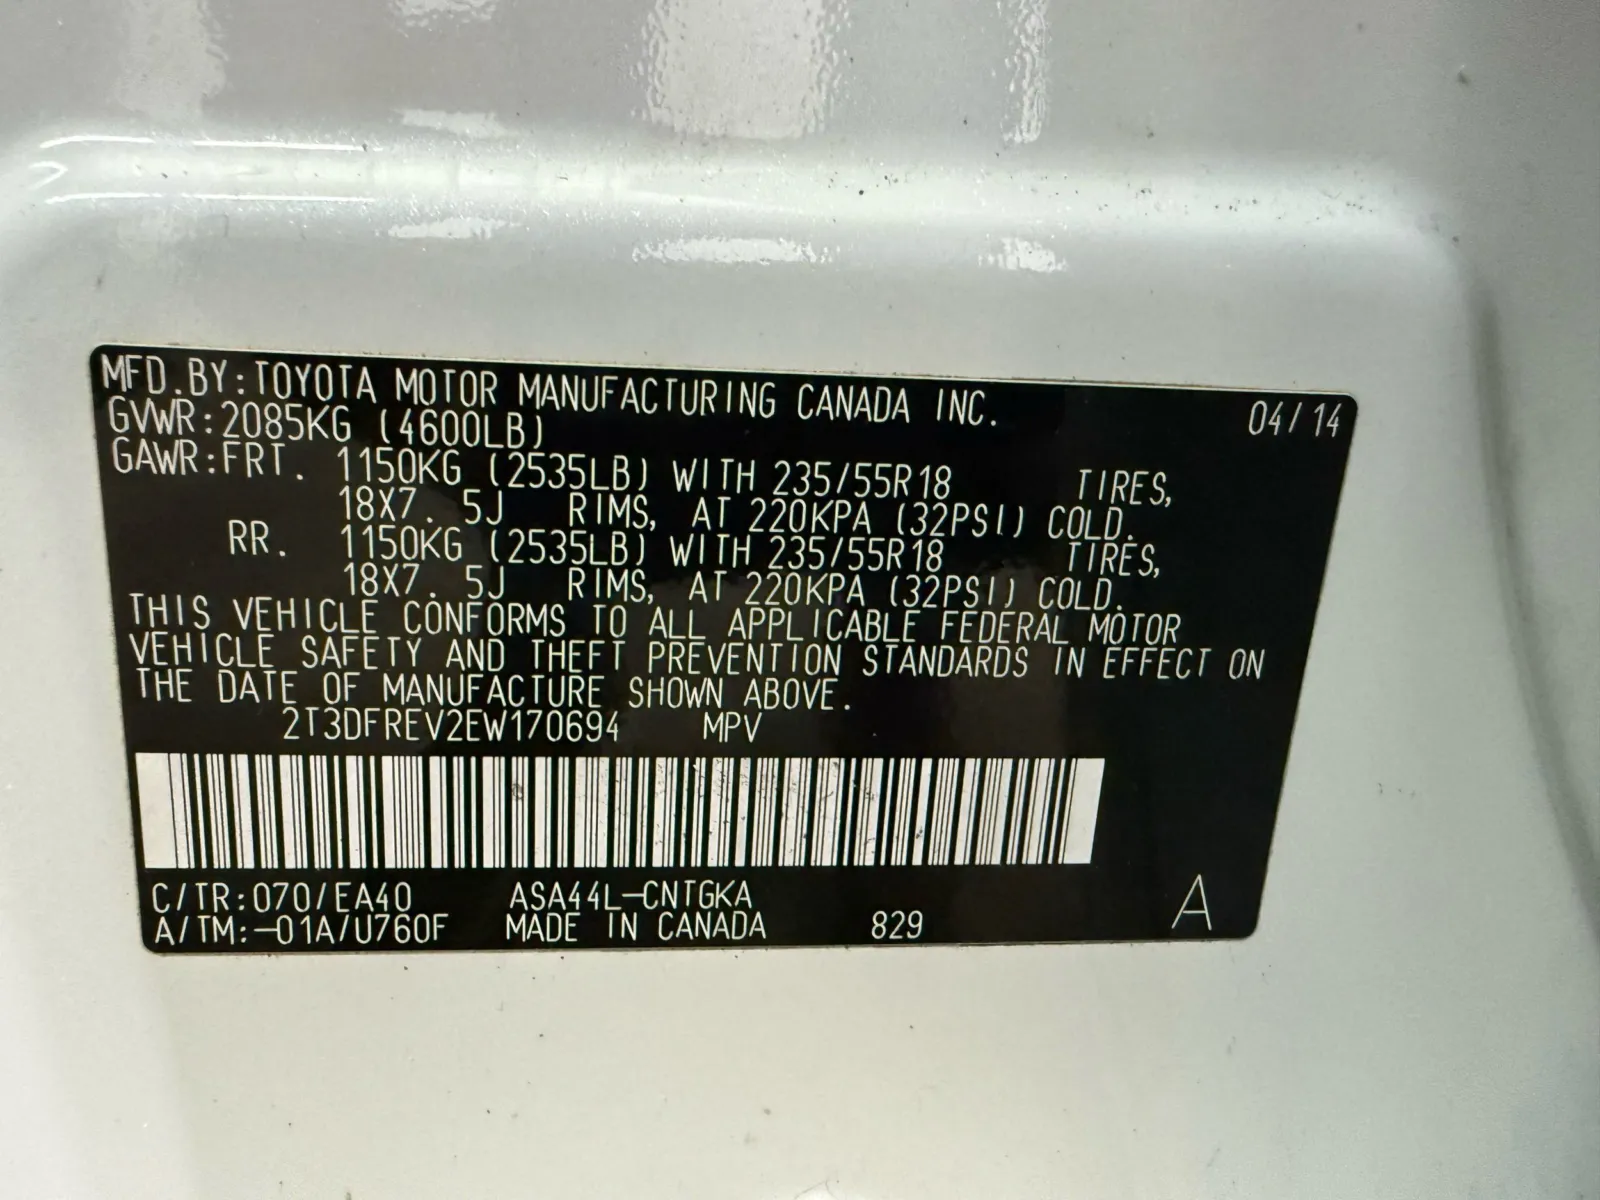 MFD.BY:TOYOTA MOTOR MANUFACTURING CANADA INC. 04/14
GVWR:2085KG (4600LB)
GAWR:FRT. 1150KG (2535LB) WITH 235/55R18 TIRES,
18X7.5J RIMS, AT 220KPA (32PSI) COLD.
RR. 1150KG (2535LB) WITH 235/55R18 TIRES,
18X7.5J RIMS, AT 220KPA (32PSI) COLD.
THIS VEHICLE CONFORMS TO ALL APPLICABLE FEDERAL MOTOR
VEHICLE SAFETY AND THEFT PREVENTION STANDARDS IN EFFECT ON
THE DATE OF MANUFACTURE SHOWN ABOVE.
2T3DFREV2EW170694 MPV
C/TR:070/EA40 ASA44L-CNTGKA
A/TM:-01A/U760F MADE IN CANADA 829 A